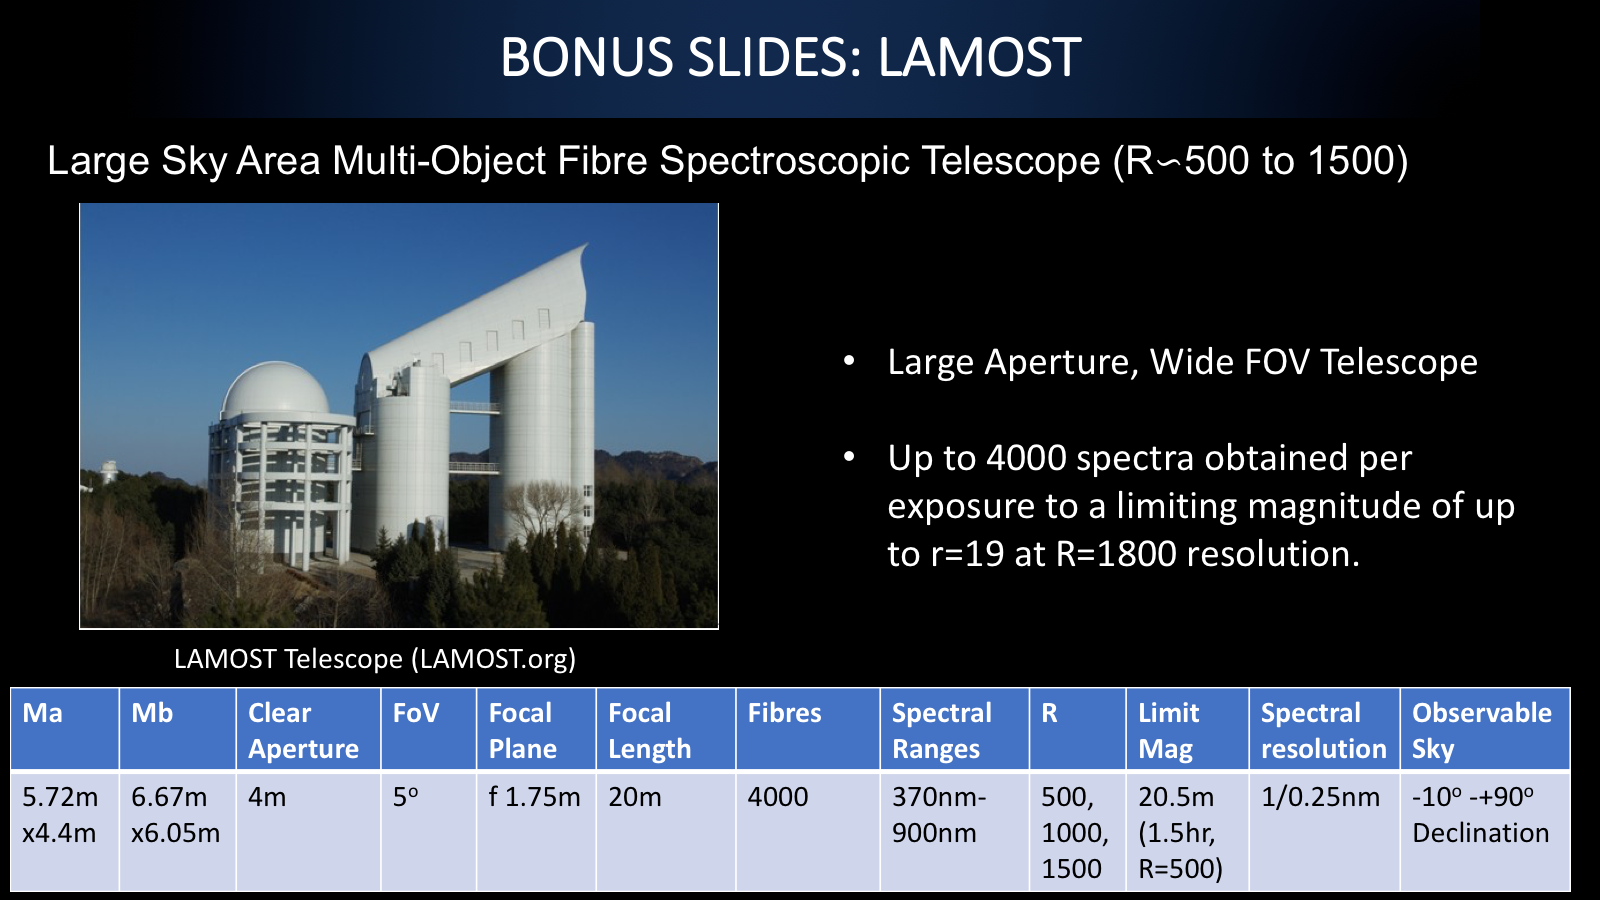 BONUS SLIDES: LAMOST
Large Sky Area Multi-Object Fibre Spectroscopic Telescope (R∽500 to 1500)
• Large Aperture, Wide FOV Telescope
• Up to 4000 spectra obtained per
exposure to a limiting magnitude of up
to r=19 at R=1800 resolution.
LAMOST Telescope (LAMOST.org)
Ma Mb Clear Aperture FoV Focal Plane Focal Length Fibres Spectral Ranges R Limit Mag Spectral resolution Observable Sky
5.72m x4.4m 6.67m x6.05m 4m 5º f 1.75m 20m 4000 370nm-900nm 500, 1000, 1500 20.5m (1.5hr, R=500) 1/0.25nm -10º -+90º Declination